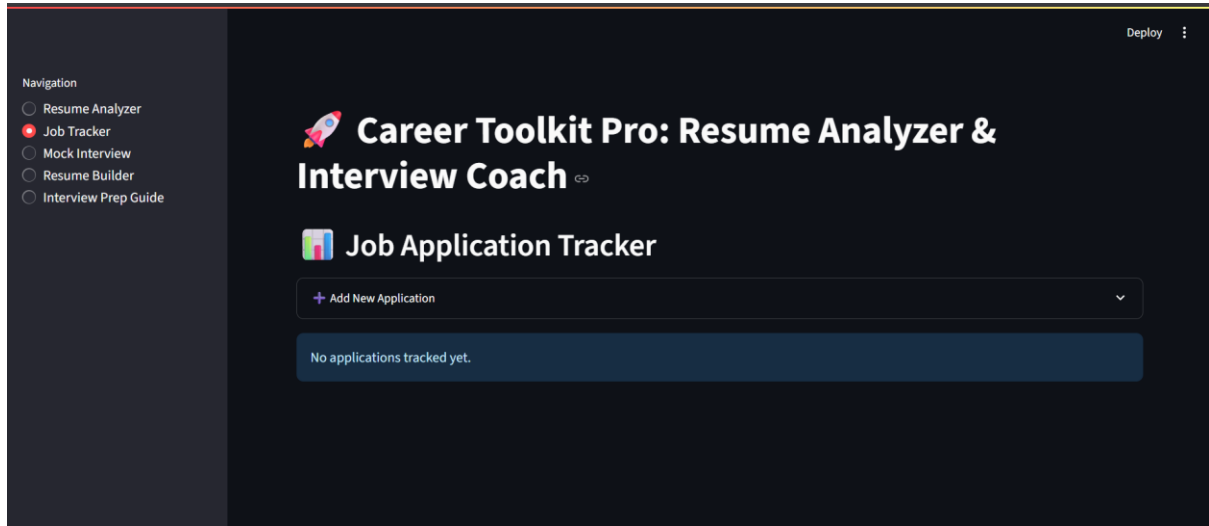 Deploy
Navigation
Resume Analyzer
Job Tracker
Mock Interview
Resume Builder
Interview Prep Guide
🚀 Career Toolkit Pro: Resume Analyzer &
Interview Coach
📊 Job Application Tracker
➕ Add New Application
No applications tracked yet.